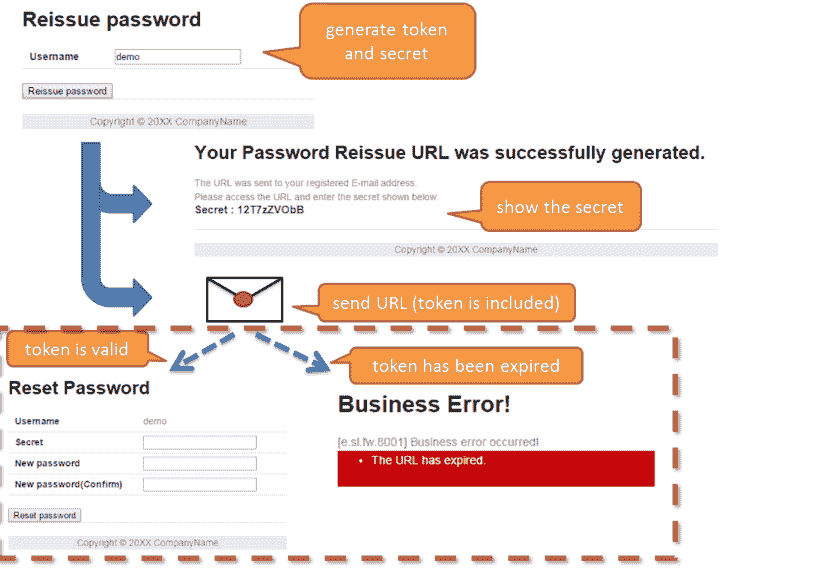 Reissue password
generate token
and secret
Username demo
Reissue password
Copyright © 20XX CompanyName
Your Password Reissue URL was successfully generated.
The URL was sent to your registered E-mail address.
Please access the URL and enter the secret shown below.
Secret : 12T7zZVObB
show the secret
Copyright © 20XX CompanyName
send URL (token is included)
token is valid
token has been expired
Reset Password
Username demo
Secret
New password
New password(Confirm)
Reset password
Copyright © 20XX CompanyName
Business Error!
[e.sl.fw.8001] Business error occurred!
• The URL has expired.